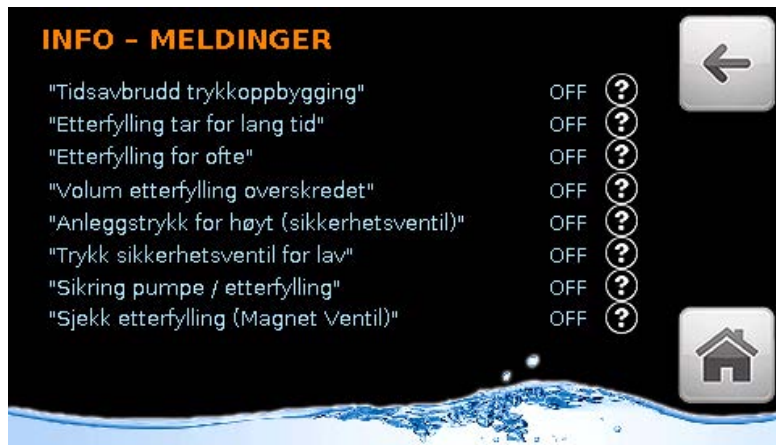 INFO – MELDINGER
"Tidsavbrudd trykkoppbygging" OFF ?
"Etterfylling tar for lang tid" OFF ?
"Etterfylling for ofte" OFF ?
"Volum etterfylling overskredet" OFF ?
"Anleggstrykk for høyt (sikkerhetsventil)" OFF ?
"Trykk sikkerhetsventil for lav" OFF ?
"Sikring pumpe / etterfylling" OFF ?
"Sjekk etterfylling (Magnet Ventil)" OFF ?